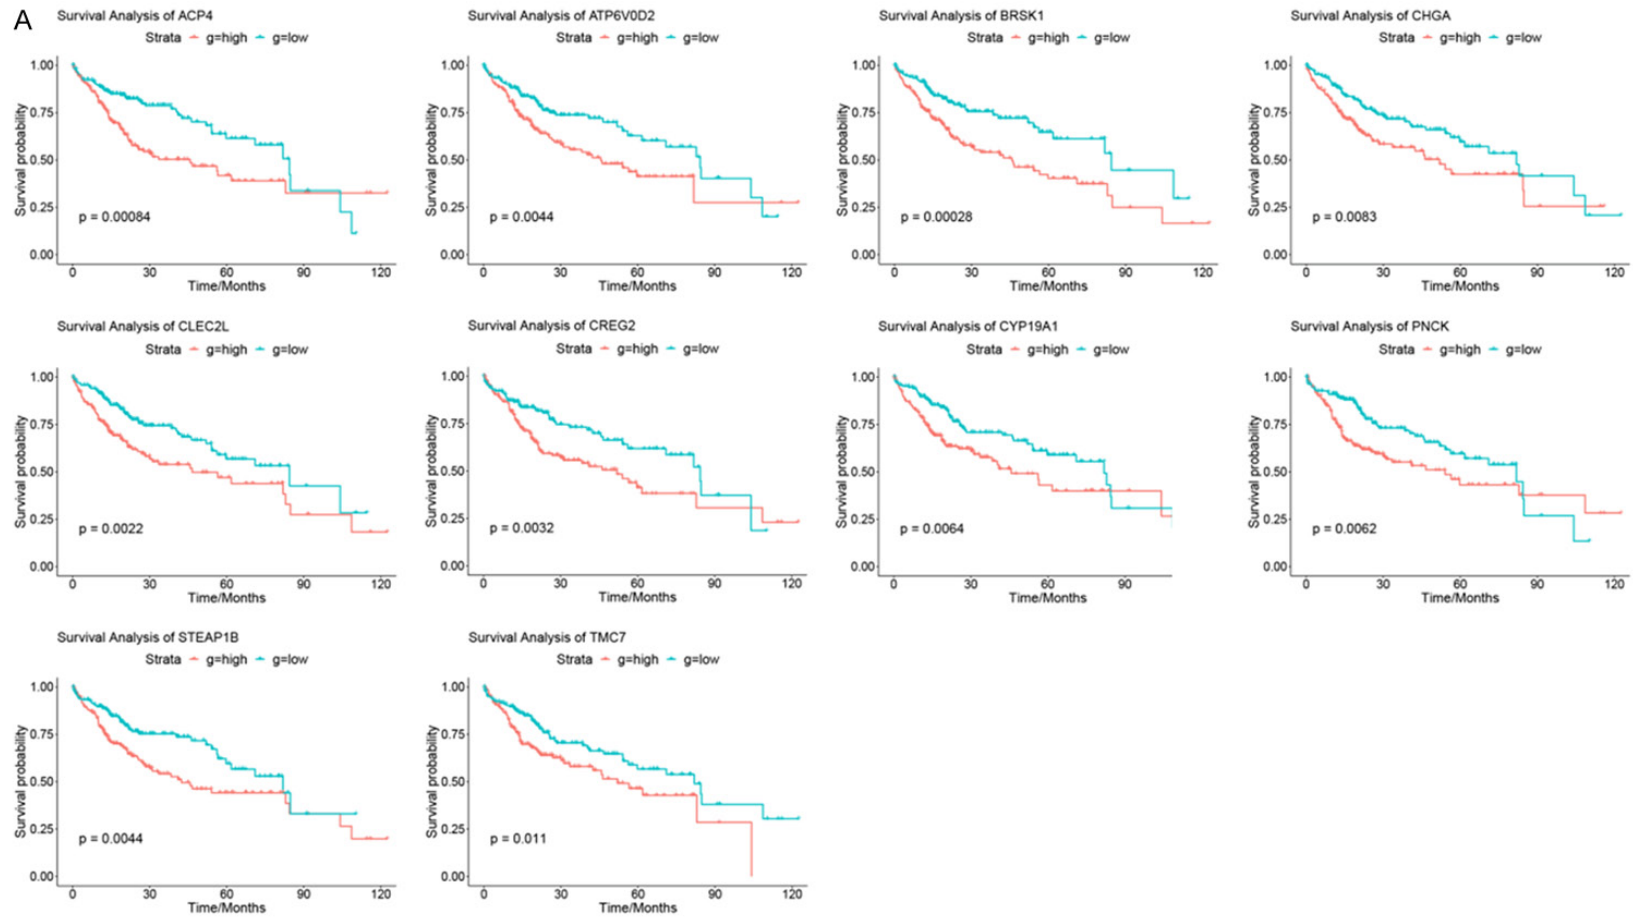 A
Survival Analysis of ACP4
Strata g=high g=low
1.00
0.75
0.50
0.25
0.00
Survival probability
p = 0.00084
0 30 60 90 120
Time/Months
Survival Analysis of ATP6V0D2
Strata g=high g=low
1.00
0.75
0.50
0.25
0.00
Survival probability
p = 0.0044
0 30 60 90 120
Time/Months
Survival Analysis of BRSK1
Strata g=high g=low
1.00
0.75
0.50
0.25
0.00
Survival probability
p = 0.00028
0 30 60 90 120
Time/Months
Survival Analysis of CHGA
Strata g=high g=low
1.00
0.75
0.50
0.25
0.00
Survival probability
p = 0.0083
0 30 60 90 120
Time/Months
Survival Analysis of CLEC2L
Strata g=high g=low
1.00
0.75
0.50
0.25
0.00
Survival probability
p = 0.0022
0 30 60 90 120
Time/Months
Survival Analysis of CREG2
Strata g=high g=low
1.00
0.75
0.50
0.25
0.00
Survival probability
p = 0.0032
0 30 60 90 120
Time/Months
Survival Analysis of CYP19A1
Strata g=high g=low
1.00
0.75
0.50
0.25
0.00
Survival probability
p = 0.0064
0 30 60 90
Time/Months
Survival Analysis of PNCK
Strata g=high g=low
1.00
0.75
0.50
0.25
0.00
Survival probability
p = 0.0062
0 30 60 90 120
Time/Months
Survival Analysis of STEAP1B
Strata g=high g=low
1.00
0.75
0.50
0.25
0.00
Survival probability
p = 0.0044
0 30 60 90 120
Time/Months
Survival Analysis of TMC7
Strata g=high g=low
1.00
0.75
0.50
0.25
0.00
Survival probability
p = 0.011
0 30 60 90 120
Time/Months